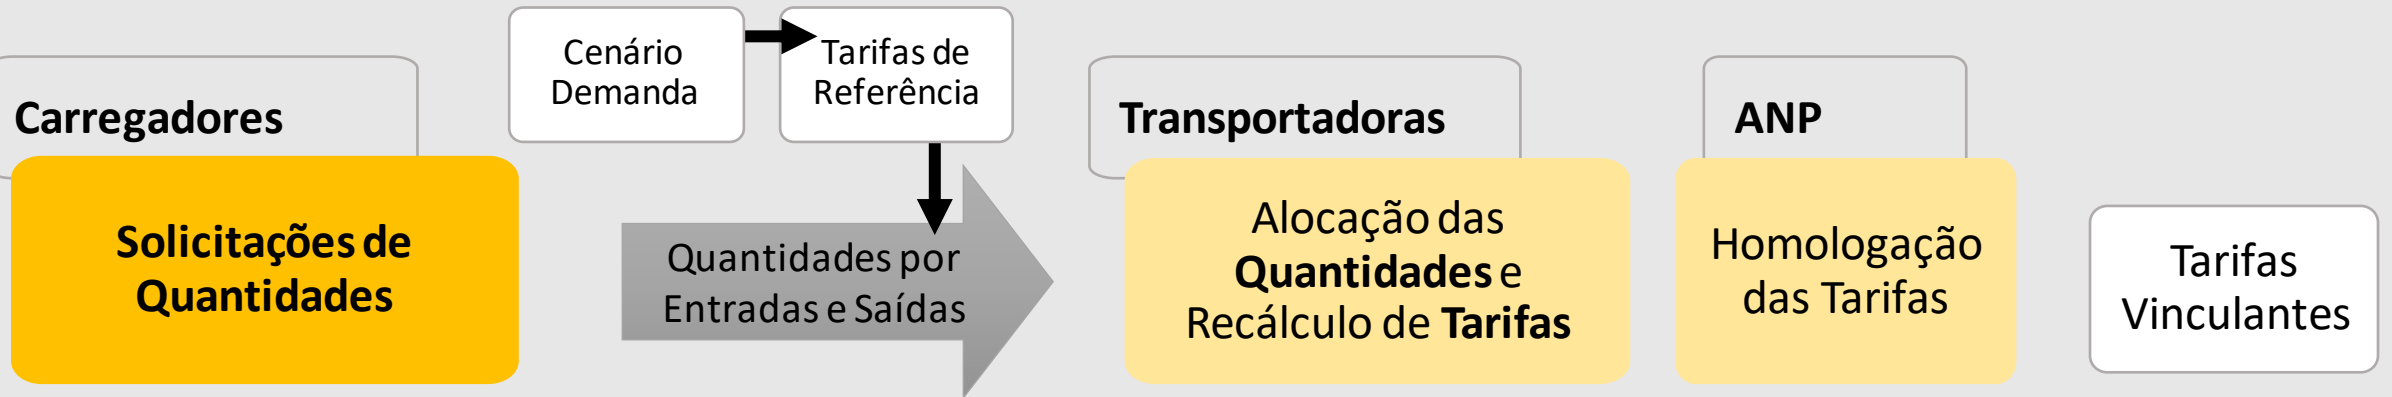 Carregadores
Solicitações de
Quantidades
Cenário
Demanda
Tarifas de
Referência
Quantidades por
Entradas e Saídas
Transportadoras
Alocação das
Quantidades e
Recálculo de Tarifas
ANP
Homologação
das Tarifas
Tarifas
Vinculantes